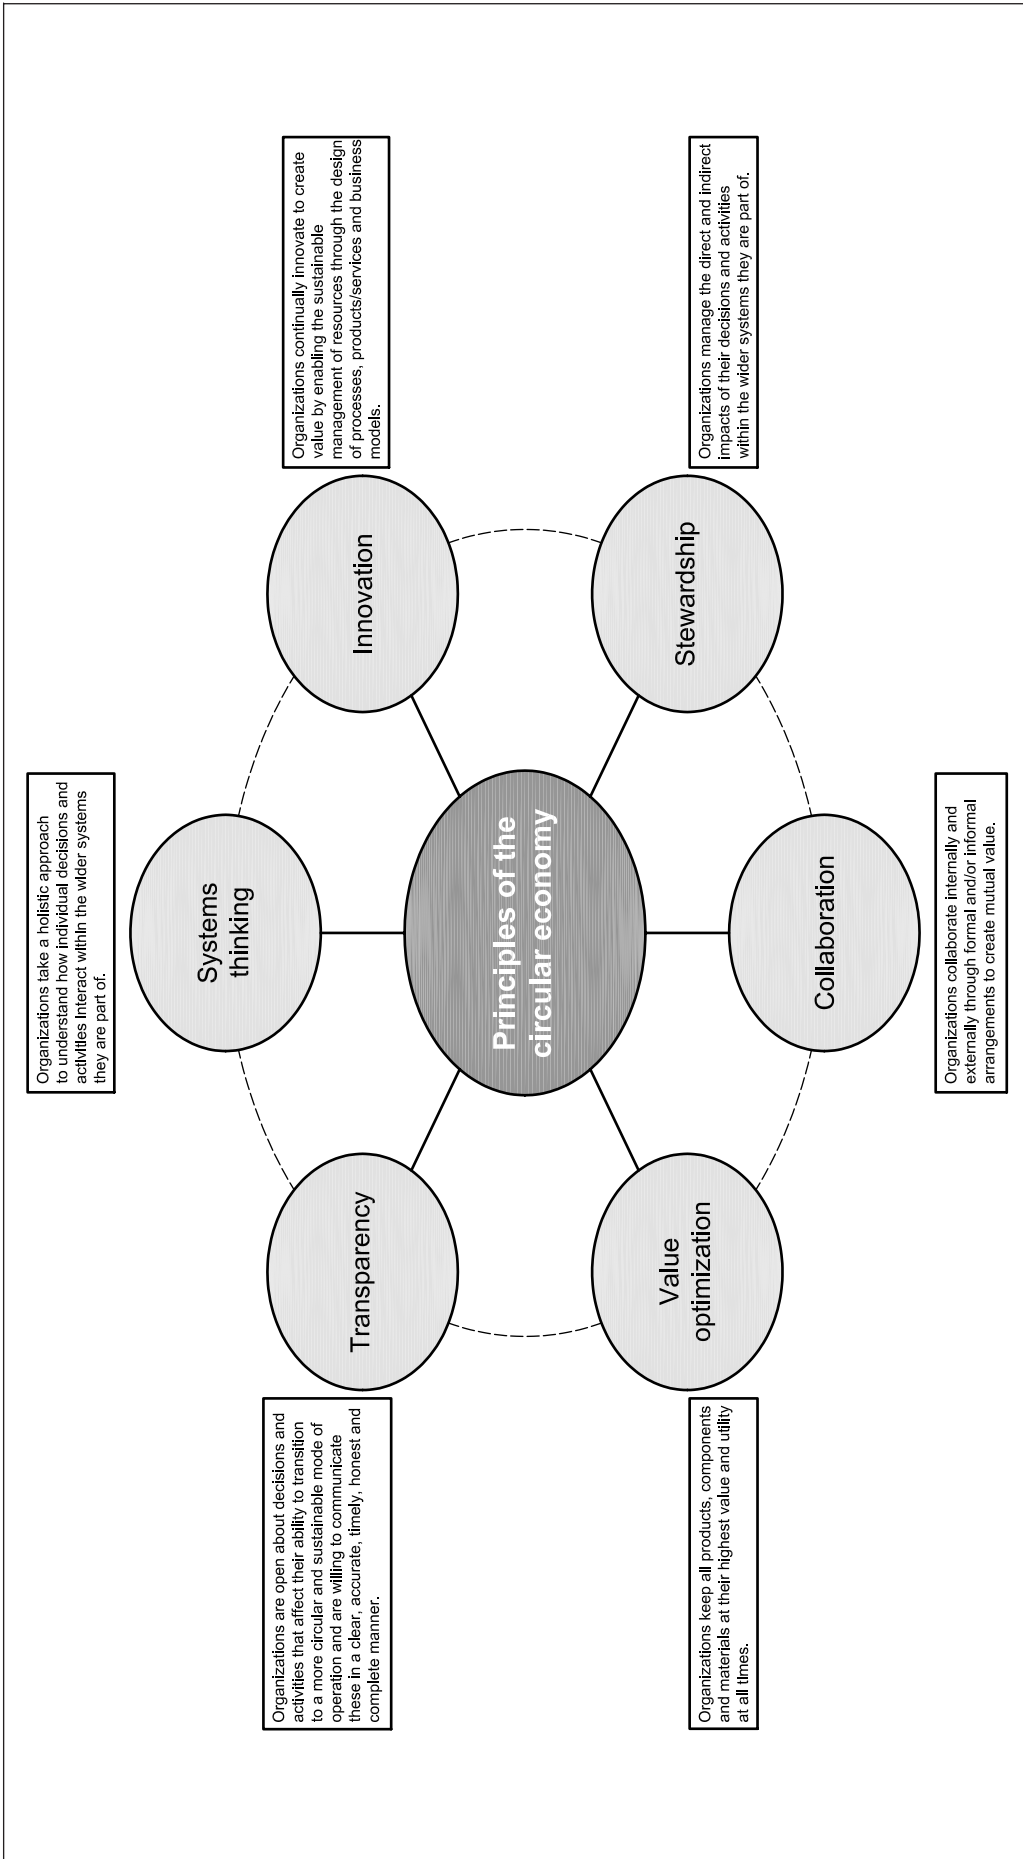 Organizations take a holistic approach
to understand how individual decisions and
activities interact within the wider systems
they are part of.
Systems
thinking
Organizations are open about decisions and
activities that affect their ability to transition
to a more circular and sustainable mode of
operation and are willing to communicate
these in a clear, accurate, timely, honest and
complete manner.
Transparency
Innovation
Organizations continually innovate to create
value by enabling the sustainable
management of resources through the design
of processes, products/services and business
models.
Principles of the
circular economy
Organizations keep all products, components
and materials at their highest value and utility
at all times.
Value
optimization
Stewardship
Organizations manage the direct and indirect
impacts of their decisions and activities
within the wider systems they are part of.
Collaboration
Organizations collaborate internally and
externally through formal and/or informal
arrangements to create mutual value.